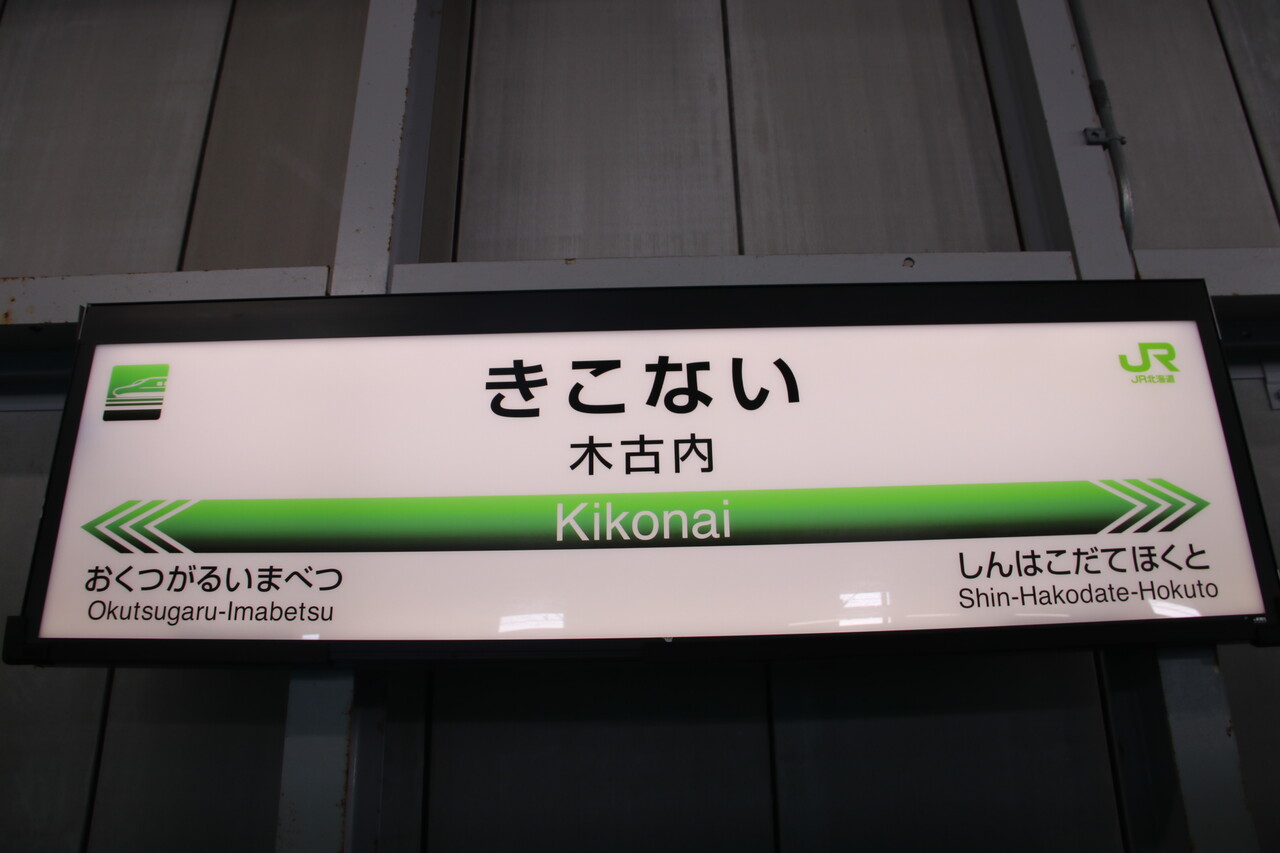 JR
JR北海道
きこない
木古内
Kikonai
おくつがるいまべつ
Okutsugaru-Imabetsu
しんはこだてほくと
Shin-Hakodate-Hokuto